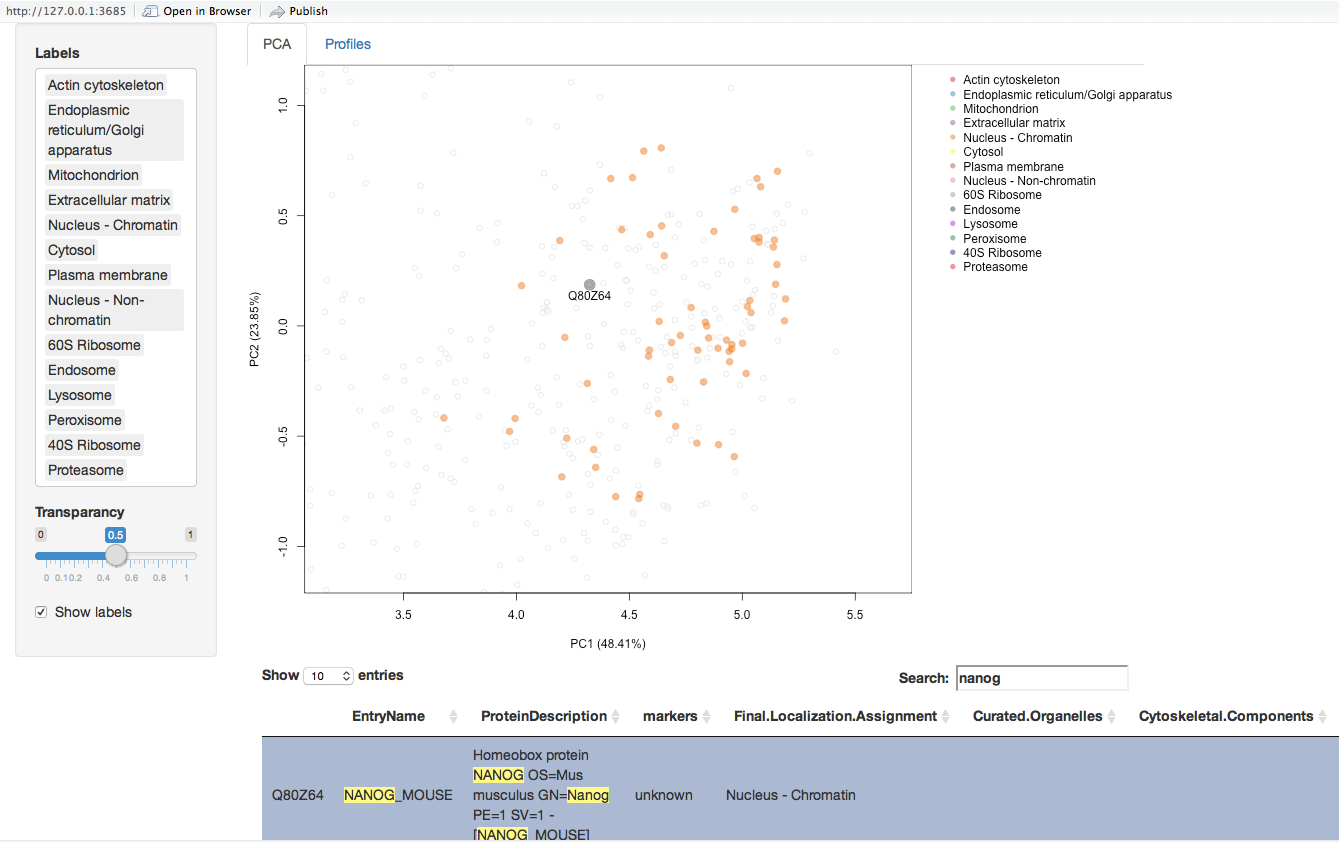 http://127.0.0.1:3685 Open in Browser Publish
Labels
Actin cytoskeleton
Endoplasmic
reticulum/Golgi
apparatus
Mitochondrion
Extracellular matrix
Nucleus - Chromatin
Cytosol
Plasma membrane
Nucleus - Non-
chromatin
60S Ribosome
Endosome
Lysosome
Peroxisome
40S Ribosome
Proteasome
Transparancy
0 0.5 1
0 0.1 0.2 0.4 0.6 0.8 1
Show labels
PCA Profiles
PC2 (23.85%)
1.0
0.5
0.0
-0.5
-1.0
Q80Z64
3.5 4.0 4.5 5.0 5.5
PC1 (48.41%)
Actin cytoskeleton
Endoplasmic reticulum/Golgi apparatus
Mitochondrion
Extracellular matrix
Nucleus - Chromatin
Cytosol
Plasma membrane
Nucleus - Non-chromatin
60S Ribosome
Endosome
Lysosome
Peroxisome
40S Ribosome
Proteasome
Show 10 entries Search: nanog
EntryName ProteinDescription markers Final.Localization.Assignment Curated.Organelles Cytoskeletal.Components
Homeobox protein
NANOG OS=Mus
Q80Z64 NANOG_MOUSE musculus GN=Nanog unknown Nucleus - Chromatin
PE=1 SV=1 -
[NANOG_MOUSE]